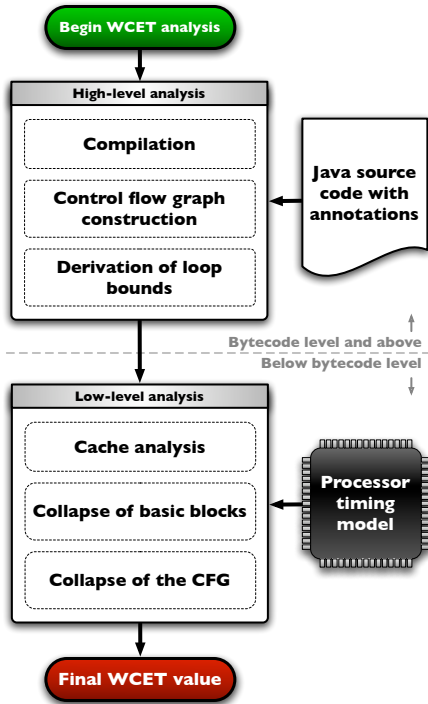 Begin WCET analysis
High-level analysis
Compilation
Control flow graph
construction
Derivation of loop
bounds
Java source
code with
annotations
Bytecode level and above
Below bytecode level
Low-level analysis
Cache analysis
Collapse of basic blocks
Collapse of the CFG
Processor
timing
model
Final WCET value